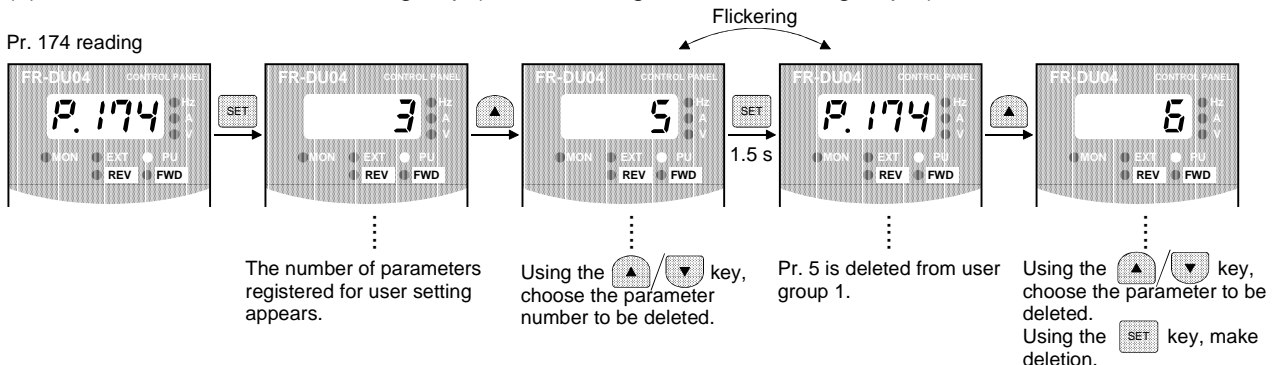 Flickering
Pr. 174 reading
FR-DU04 CONTROL PANEL
P.174
Hz
A
V
MON EXT PU
REV FWD
SET
FR-DU04 CONTROL PANEL
3
Hz
A
V
MON EXT PU
REV FWD
FR-DU04 CONTROL PANEL
5
Hz
A
V
MON EXT PU
REV FWD
SET
1.5 s
FR-DU04 CONTROL PANEL
P.174
Hz
A
V
MON EXT PU
REV FWD
FR-DU04 CONTROL PANEL
6
Hz
A
V
MON EXT PU
REV FWD
The number of parameters
registered for user setting
appears.
Using the ▲/▼ key,
choose the parameter
number to be deleted.
Pr. 5 is deleted from user
group 1.
Using the ▲/▼ key,
choose the parameter to be
deleted.
Using the SET key, make
deletion.